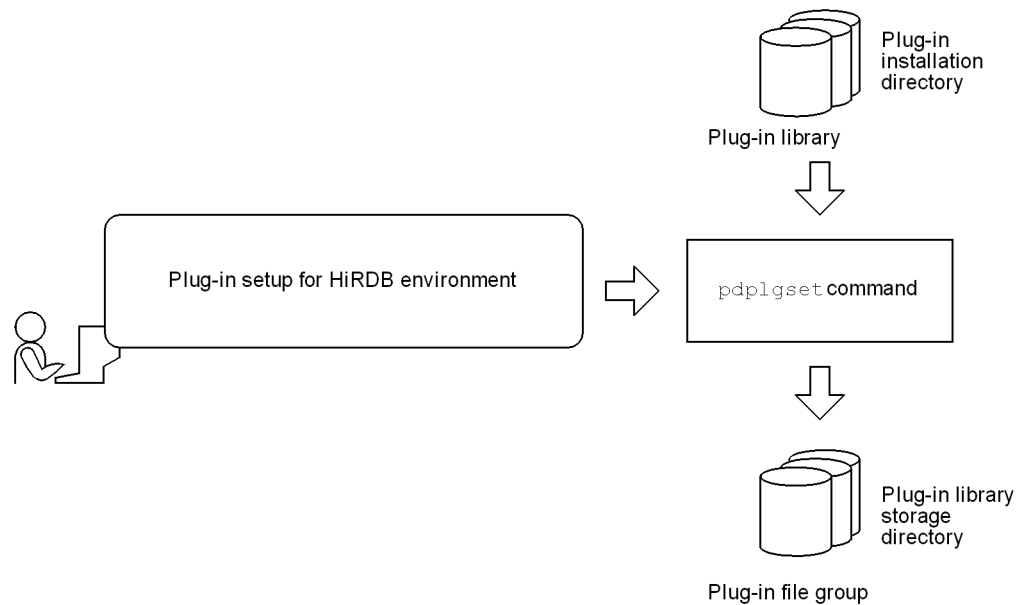 Plug-in
installation
directory
Plug-in library
Plug-in setup for HiRDB environment
pdplgset command
Plug-in library
storage
directory
Plug-in file group